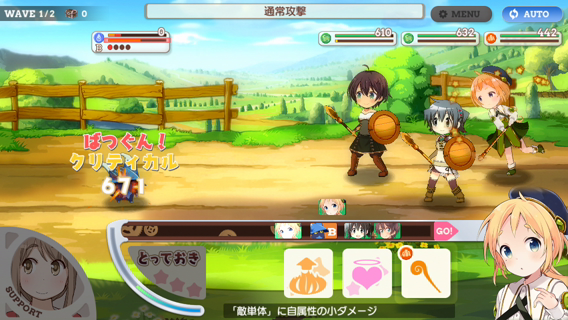 WAVE 1/2 0
通常攻撃
MENU
AUTO
0
B
610
632
442
ばつぐん!
クリティカル
671
B
GO!
とっておき
SUPPORT
「敵単体」に自属性の小ダメージ